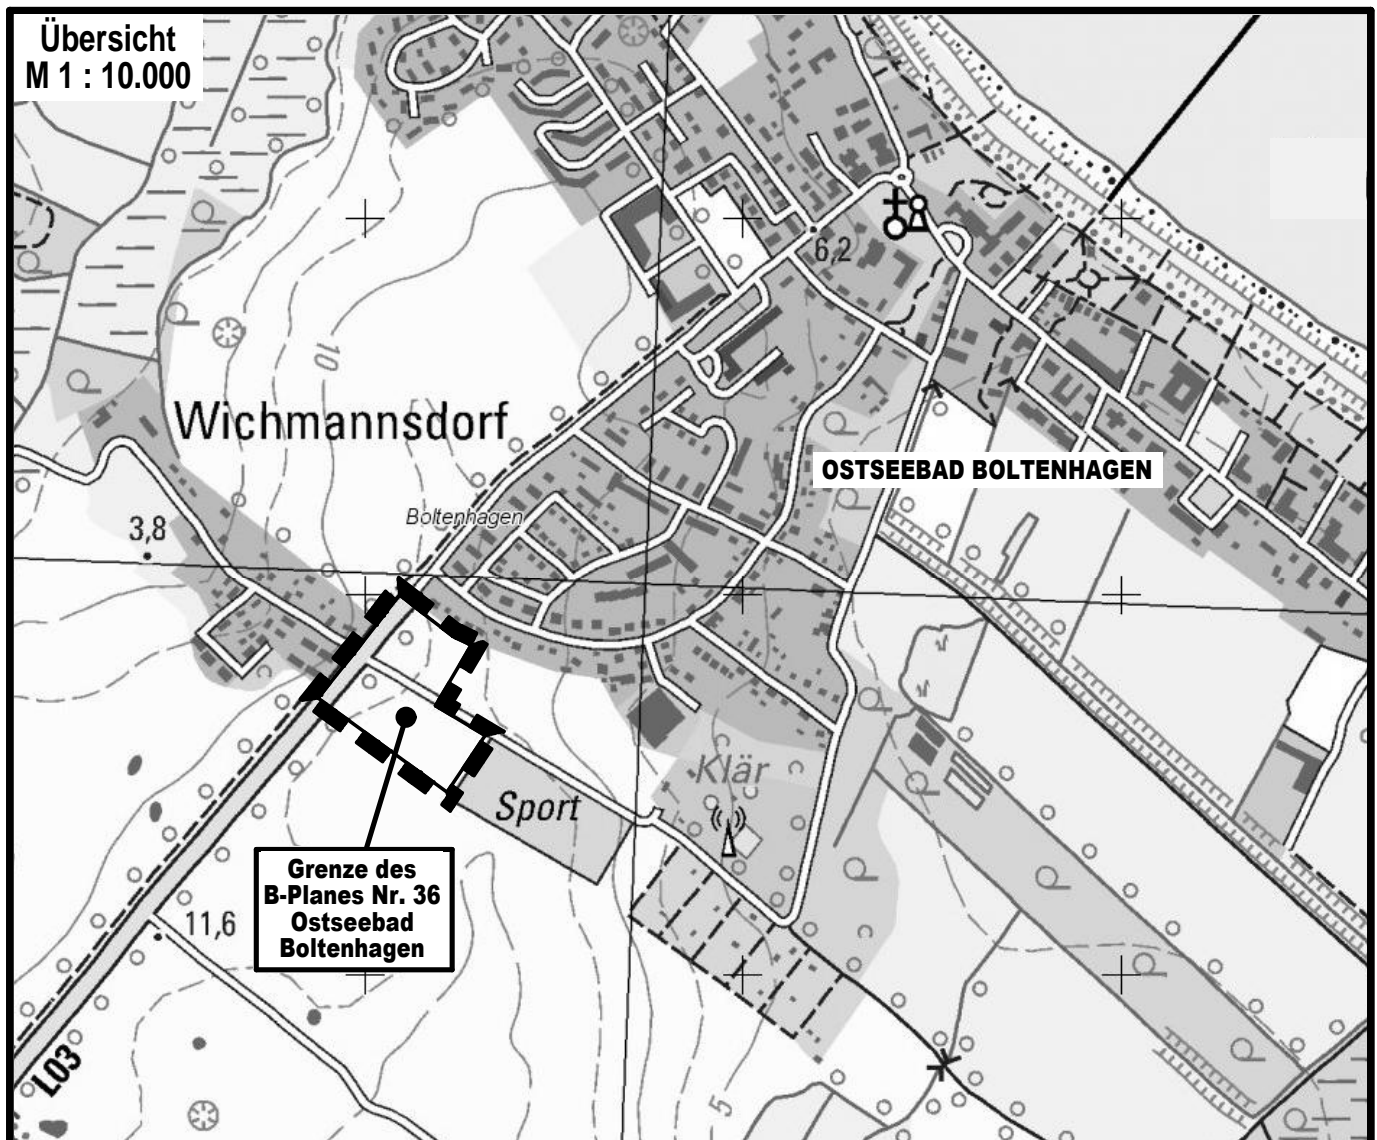 Übersicht
M 1 : 10.000
6,2
10
Wichmannsdorf
OSTSEEBAD BOLTENHAGEN
Boltenhagen
3,8
Klär
Sport
Grenze des
B-Planes Nr. 36
Ostseebad
Boltenhagen
11,6
L03
5